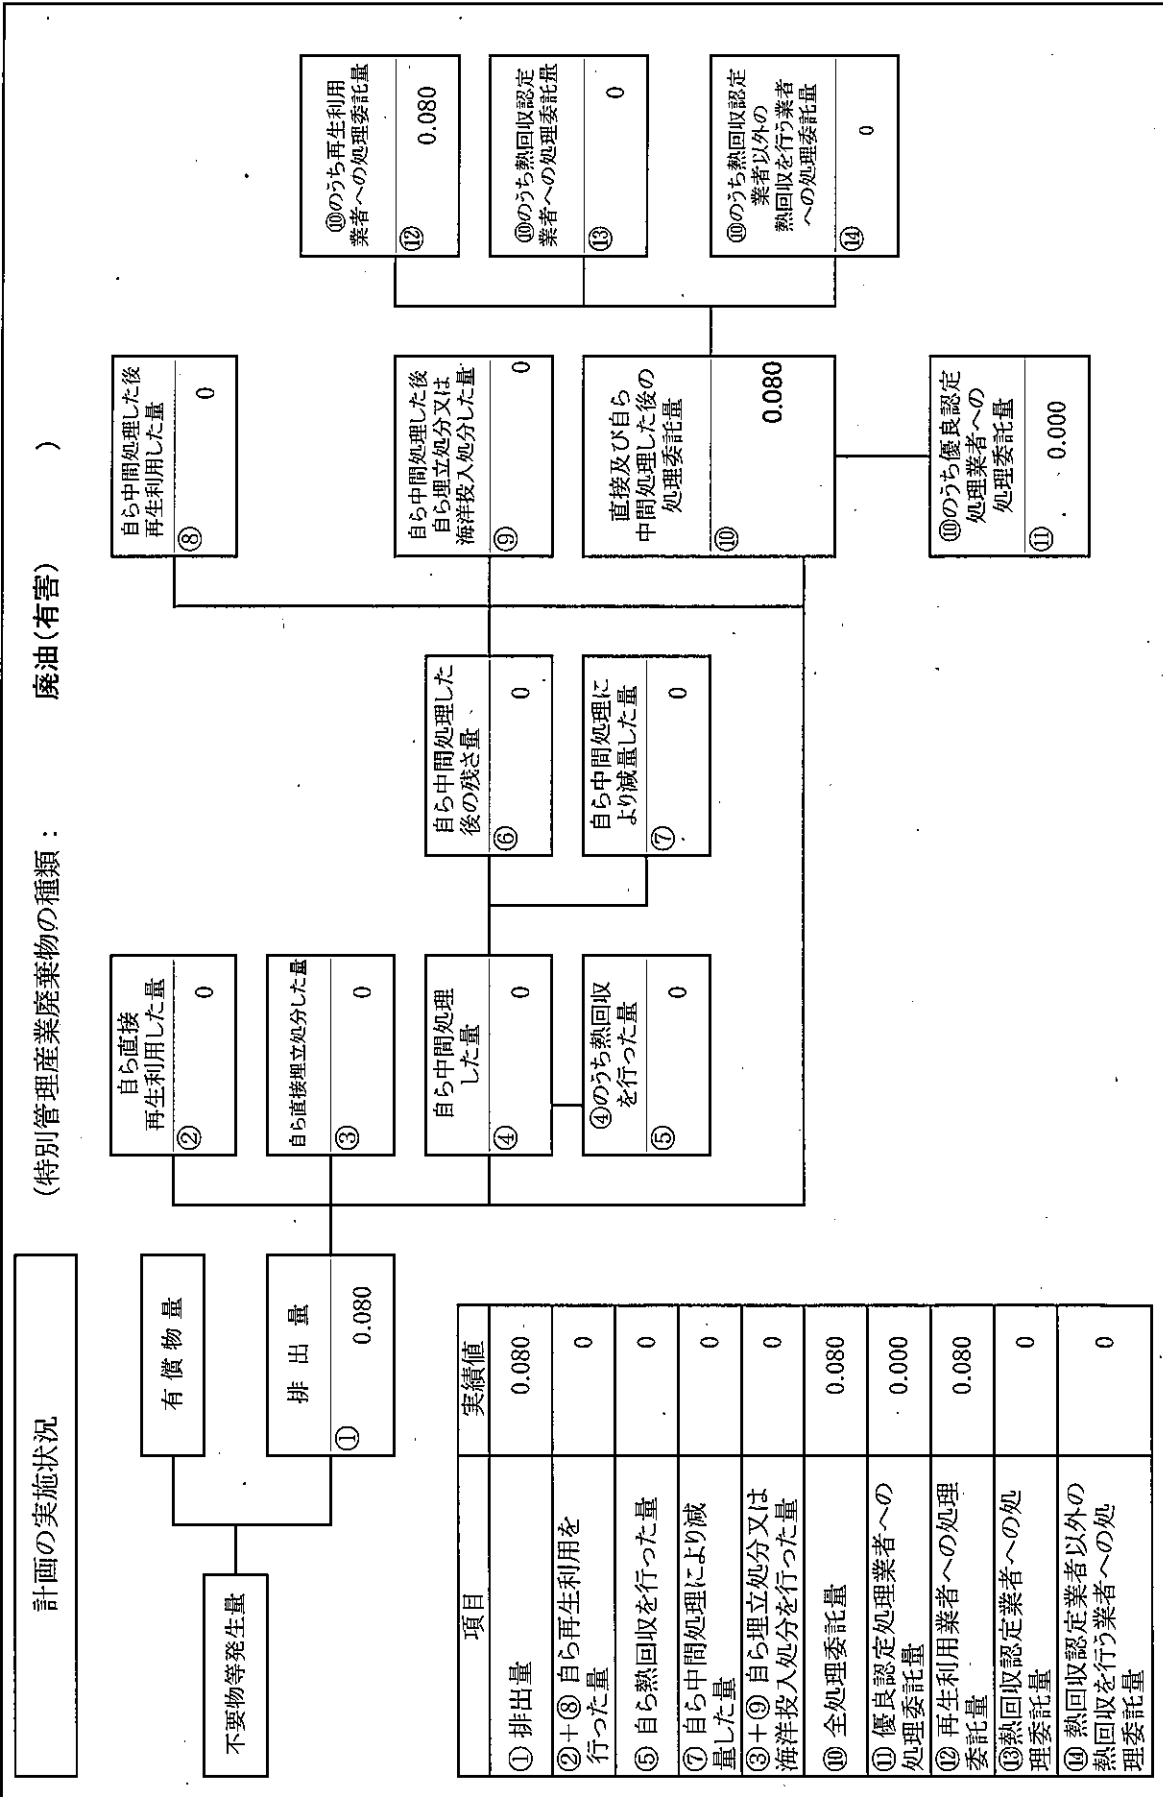 計画の実施状況
(特別管理産業廃棄物の種類：　廃油(有害)　)
不要物等発生量
有償物量
排出量
① 0.080
自ら直接
再生利用した量
② 0
自ら直接埋立処分した量
③ 0
自ら中間処理
した量
④ 0
④のうち熱回収
を行った量
⑤ 0
自ら中間処理した
後の残さ量
⑥ 0
自ら中間処理に
より減量した量
⑦ 0
自ら中間処理した後
再生利用した量
⑧ 0
自ら中間処理した後
自ら埋立処分又は
海洋投入処分した量
⑨ 0
直接及び自ら
中間処理した後の
処理委託量
⑩ 0.080
⑩のうち優良認定
処理業者への
処理委託量
⑪ 0.000
⑩のうち再生利用
業者への処理委託量
⑫ 0.080
⑩のうち熱回収認定
業者への処理委託量
⑬ 0
⑩のうち熱回収認定
業者以外の
熱回収を行う業者
への処理委託量
⑭ 0
項目 実績値
①排出量 0.080
②＋⑧ 自ら再生利用を
行った量 0
⑤ 自ら熱回収を行った量 0
⑦ 自ら中間処理により減
量した量 0
③＋⑨ 自ら埋立処分又は
海洋投入処分を行った量 0
⑩ 全処理委託量 0.080
⑪ 優良認定処理業者への
処理委託量 0.000
⑫ 再生利用業者への処理
委託量 0.080
⑬熱回収認定業者への処
理委託量 0
⑭ 熱回収認定業者以外の
熱回収を行う業者への処
理委託量 0